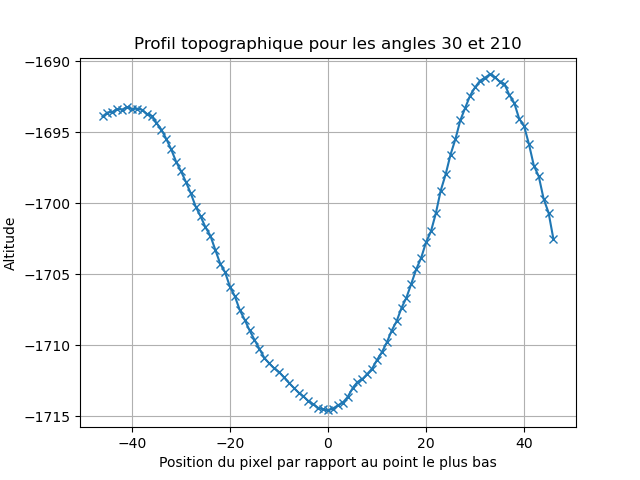 Profil topographique pour les angles 30 et 210
Altitude
−1690
−1695
−1700
−1705
−1710
−1715
−40 −20 0 20 40
Position du pixel par rapport au point le plus bas